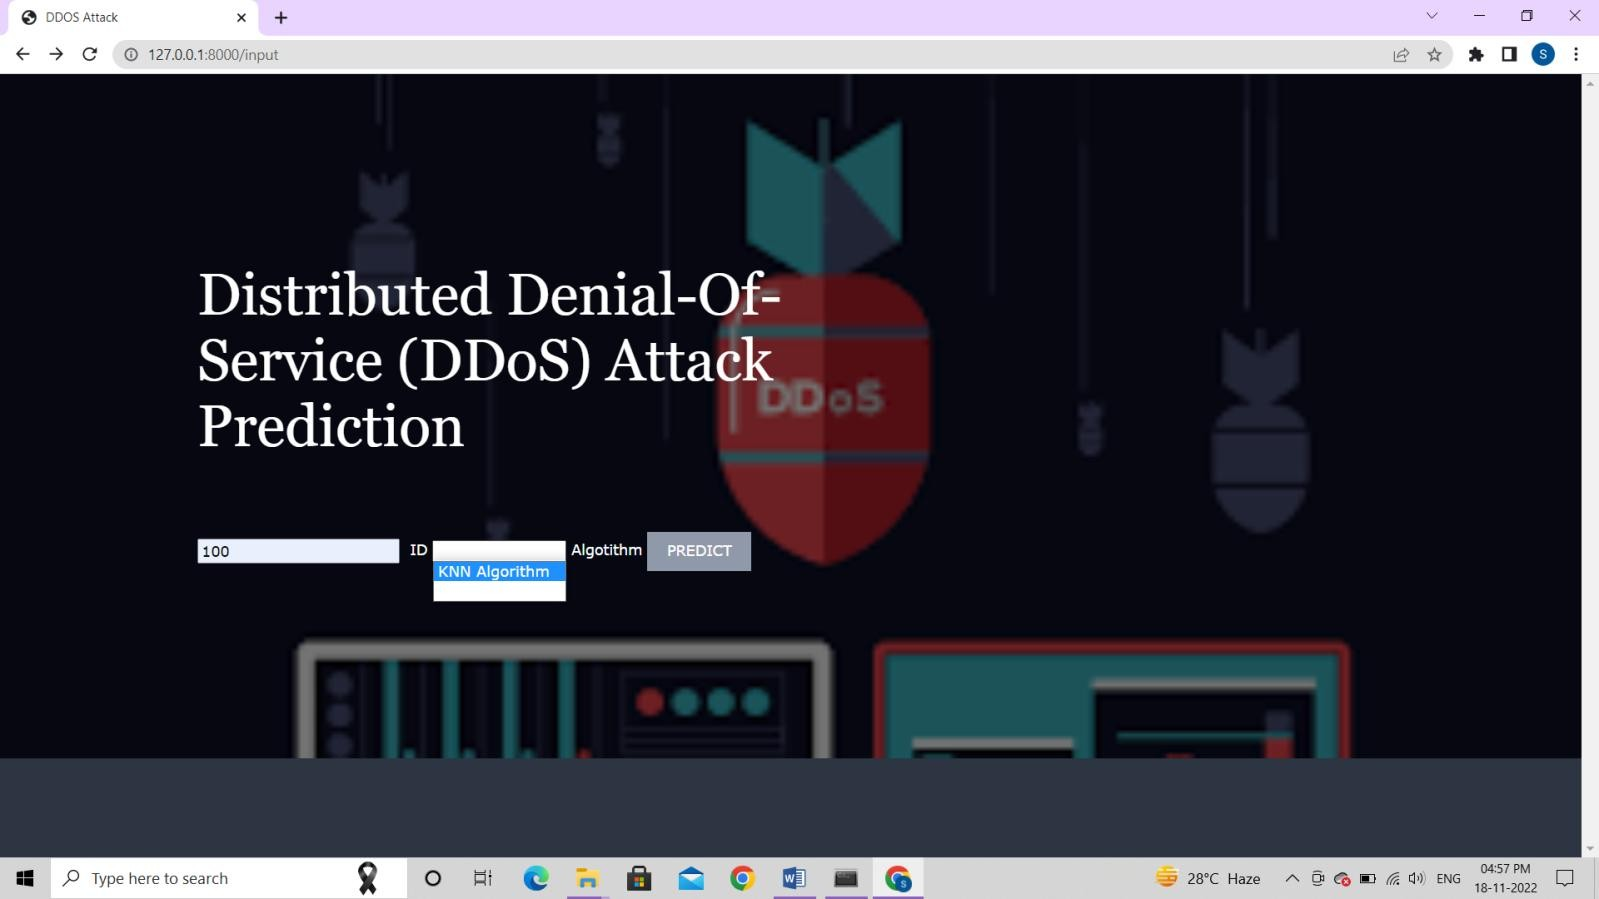 DDOS Attack
127.0.0.1:8000/input
S
Distributed Denial-Of-
Service (DDoS) Attack
Prediction
DDoS
100 ID Algotithm PREDICT
KNN Algorithm
Type here to search
28°C Haze
ENG
04:57 PM
18-11-2022